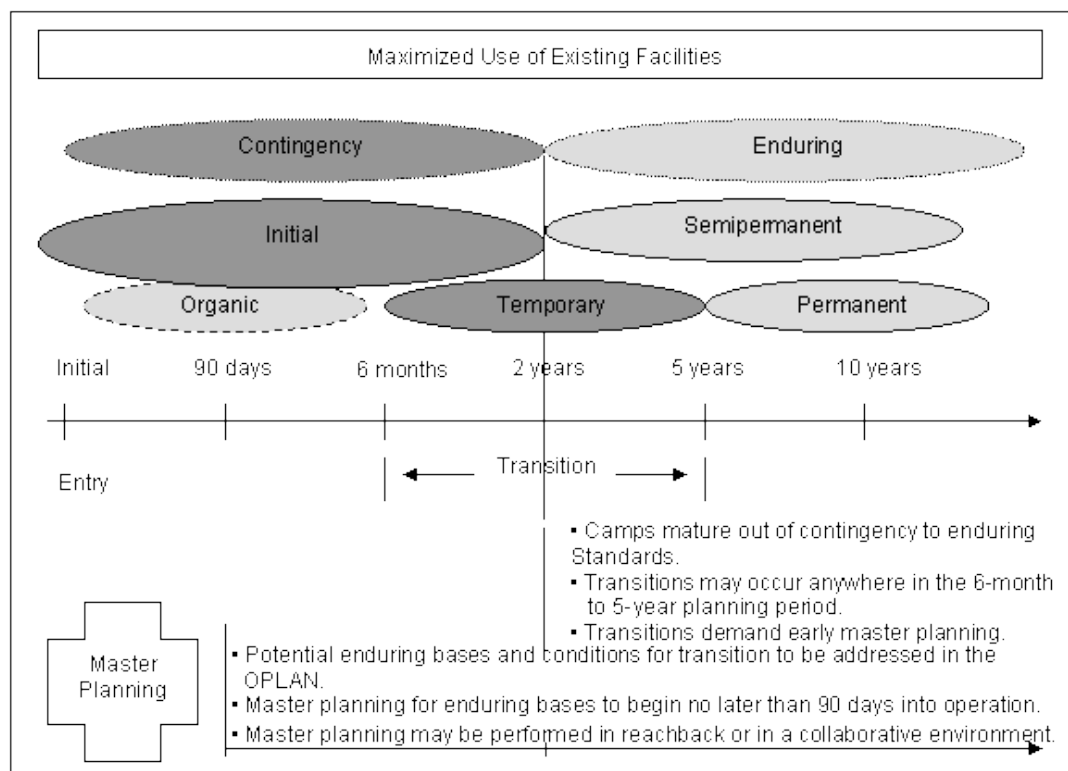 Maximized Use of Existing Facilities
Contingency
Enduring
Initial
Semipermanent
Organic
Temporary
Permanent
Initial
90 days
6 months
2 years
5 years
10 years
Entry
Transition
▪ Camps mature out of contingency to enduring
Standards.
▪ Transitions may occur anywhere in the 6-month
to 5-year planning period.
▪ Transitions demand early master planning.
Master
Planning
▪ Potential enduring bases and conditions for transition to be addressed in the
OPLAN.
▪ Master planning for enduring bases to begin no later than 90 days into operation.
▪ Master planning may be performed in reachback or in a collaborative environment.